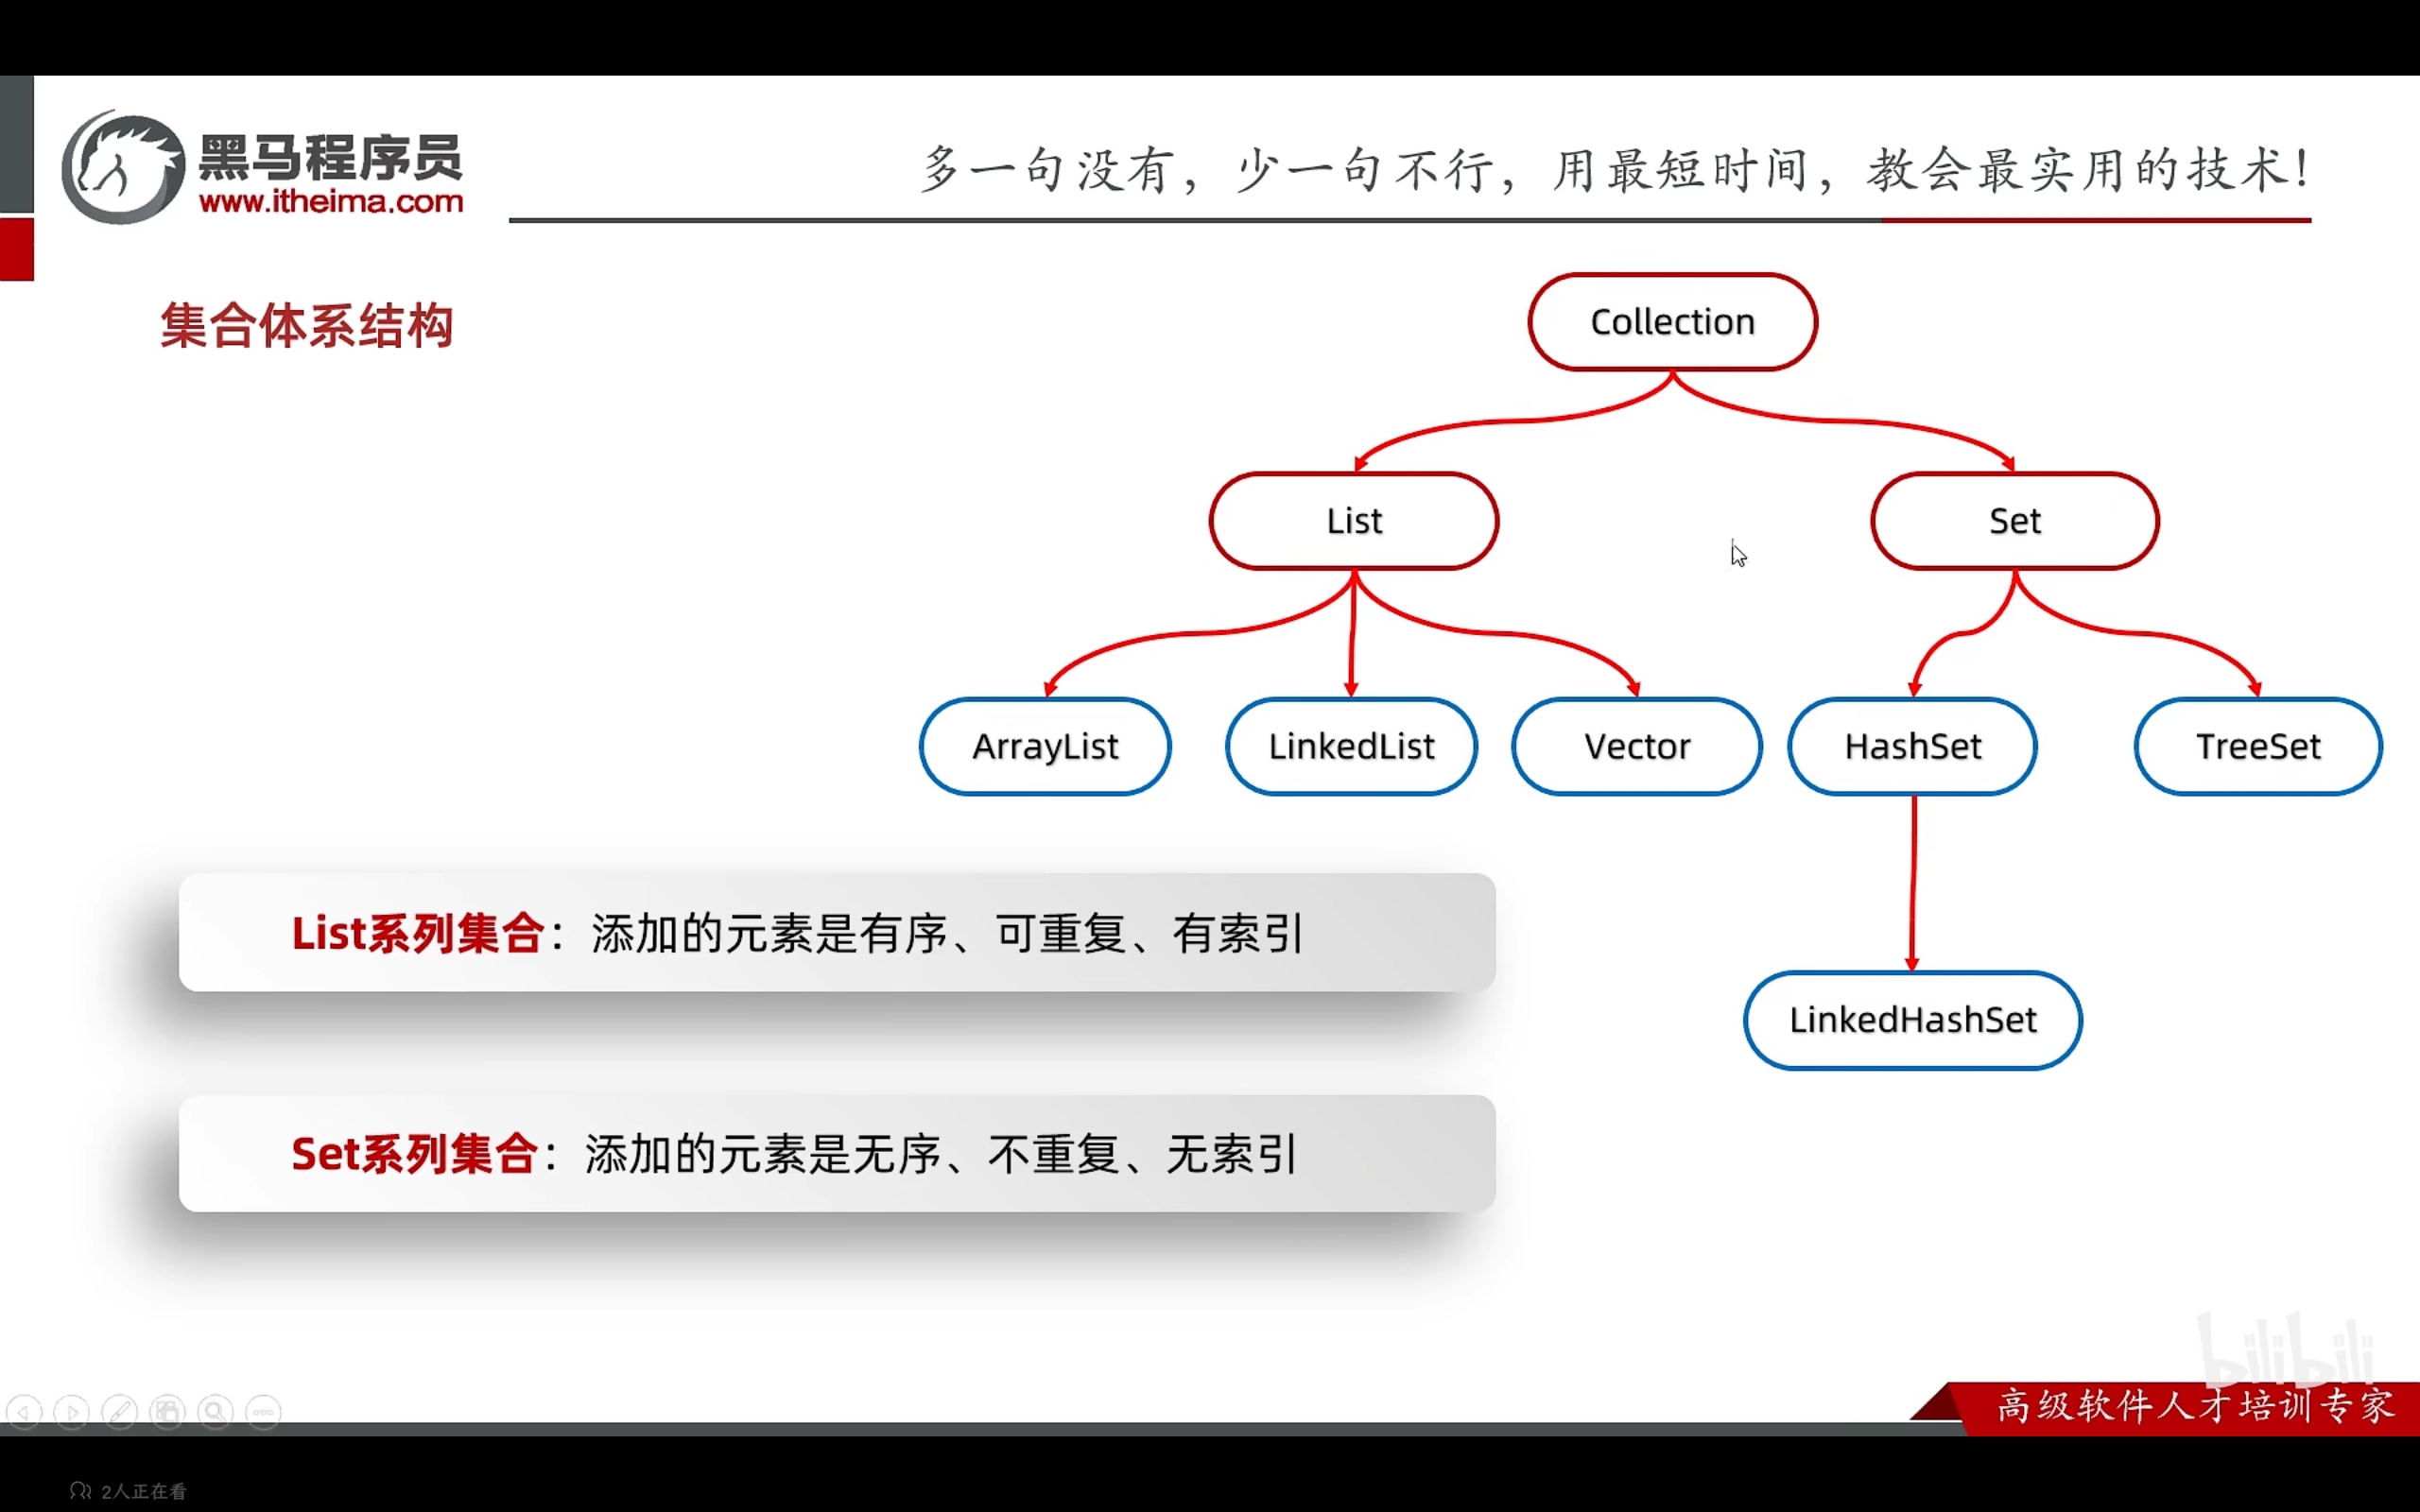 黑马程序员
www.itheima.com
多一句没有，少一句不行，用最短时间，教会最实用的技术！
集合体系结构
Collection
List
Set
ArrayList
LinkedList
Vector
HashSet
TreeSet
LinkedHashSet
List系列集合：添加的元素是有序、可重复、有索引
Set系列集合：添加的元素是无序、不重复、无索引
bilibili
高级软件人才培训专家
2人正在看